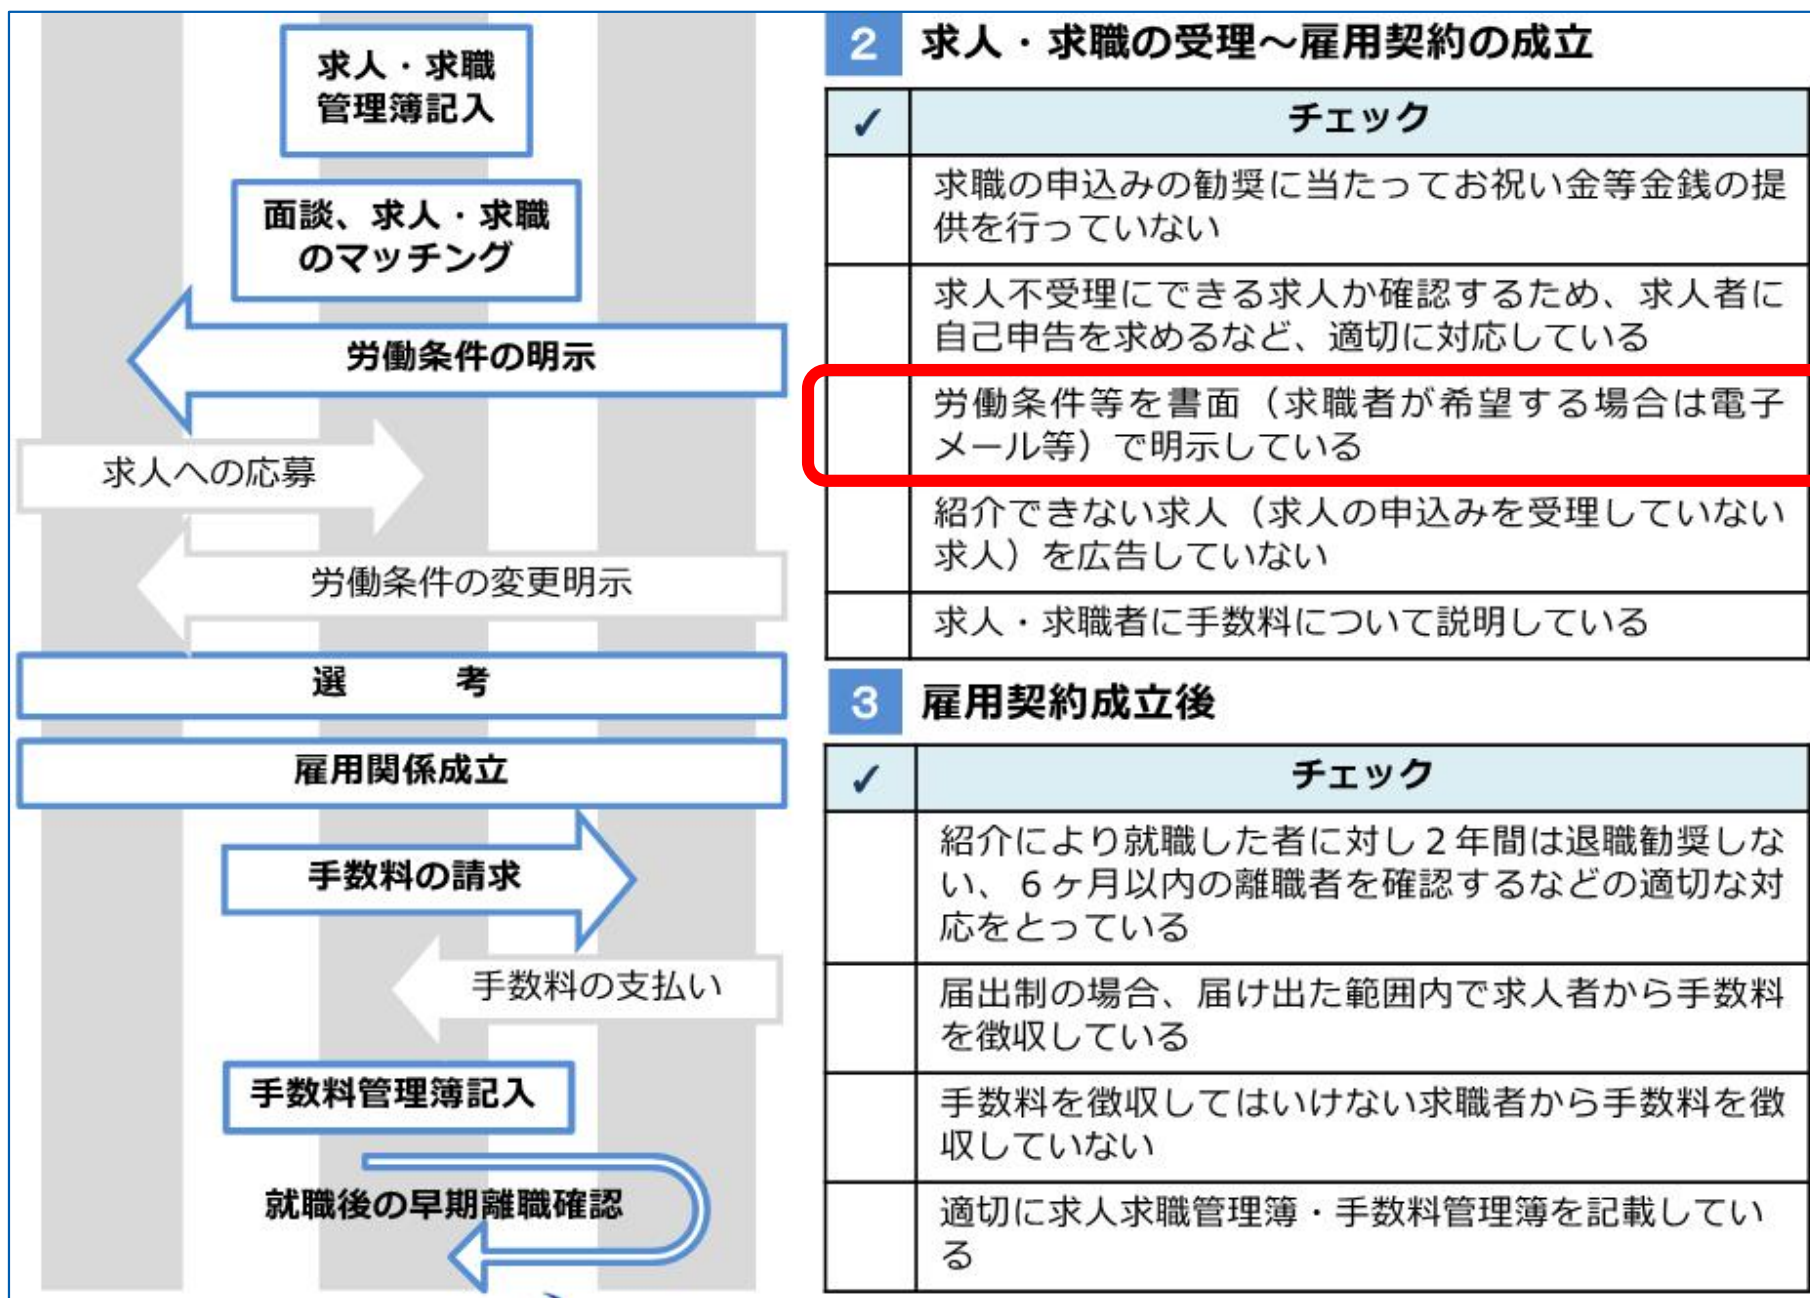 求人・求職
管理簿記入
面談、求人・求職
のマッチング
労働条件の明示
求人への応募
労働条件の変更明示
選 考
雇用関係成立
手数料の請求
手数料の支払い
手数料管理簿記入
就職後の早期離職確認
2 求人・求職の受理～雇用契約の成立
✓ チェック
求職の申込みの勧奨に当たってお祝い金等金銭の提
供を行っていない
求人不受理にできる求人か確認するため、求人者に
自己申告を求めるなど、適切に対応している
労働条件等を書面（求職者が希望する場合は電子
メール等）で明示している
紹介できない求人（求人の申込みを受理していない
求人）を広告していない
求人・求職者に手数料について説明している
3 雇用契約成立後
✓ チェック
紹介により就職した者に対し２年間は退職勧奨しな
い、６ヶ月以内の離職者を確認するなどの適切な対
応をとっている
届出制の場合、届け出た範囲内で求人者から手数料
を徴収している
手数料を徴収してはいけない求職者から手数料を徴
収していない
適切に求人求職管理簿・手数料管理簿を記載してい
る